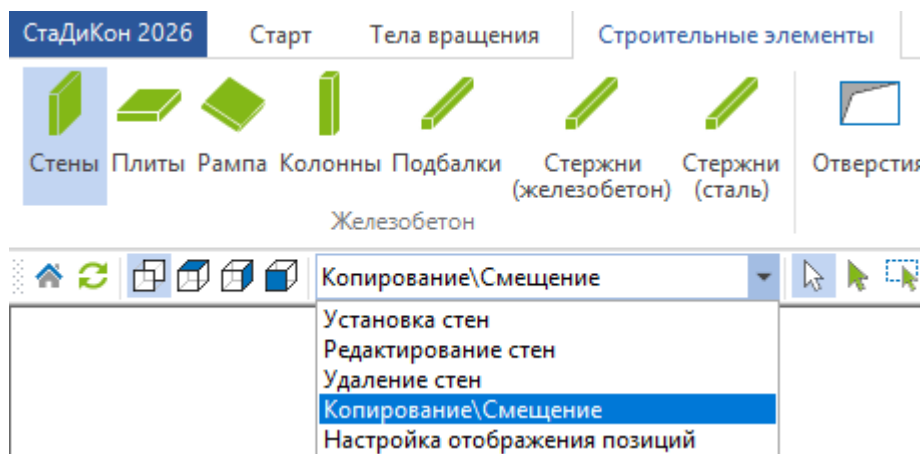 СтаДиКон 2026 Старт Тела вращения Строительные элементы
Стены Плиты Рампа Колонны Подбалки Стержни (железобетон) Стержни (сталь) Отверстия
Железобетон
Копирование\Смещение
Установка стен
Редактирование стен
Удаление стен
Копирование\Смещение
Настройка отображения позиций